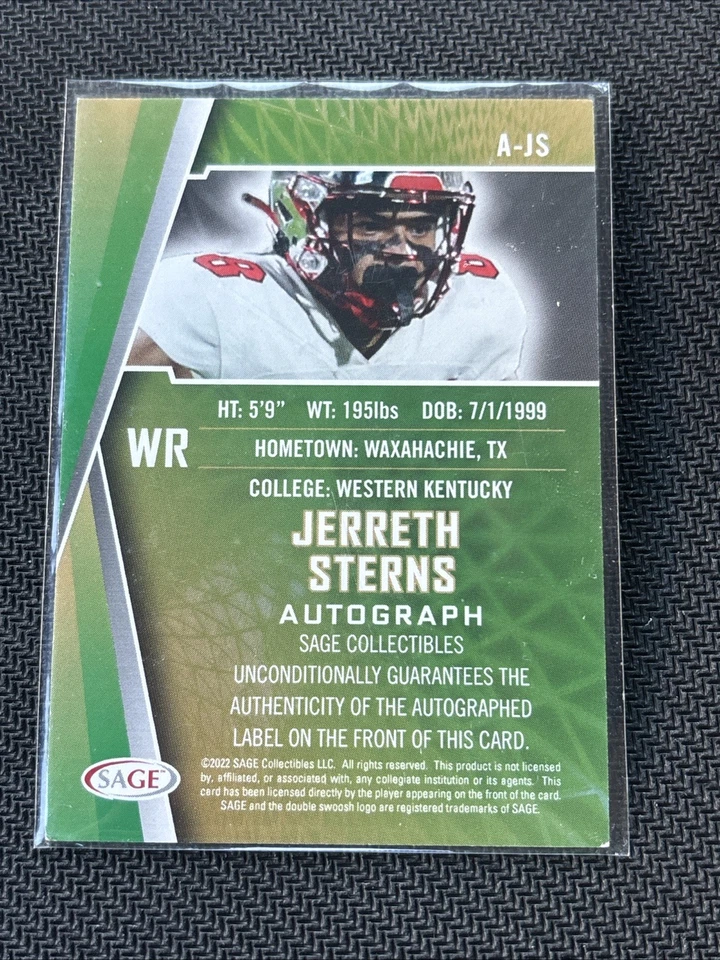 A-JS
8
8
HT: 5'9" WT: 195lbs DOB: 7/1/1999
WR
HOMETOWN: WAXAHACHIE, TX
COLLEGE: WESTERN KENTUCKY
JERRETH
STERNS
AUTOGRAPH
SAGE COLLECTIBLES
UNCONDITIONALLY GUARANTEES THE
AUTHENTICITY OF THE AUTOGRAPHED
LABEL ON THE FRONT OF THIS CARD.
SAGE™
©2022 SAGE Collectibles LLC. All rights reserved. This product is not licensed
by, affiliated, or associated with, any collegiate institution or its agents. This
card has been licensed directly by the player appearing on the front of the card.
SAGE and the double swoosh logo are registered trademarks of SAGE.